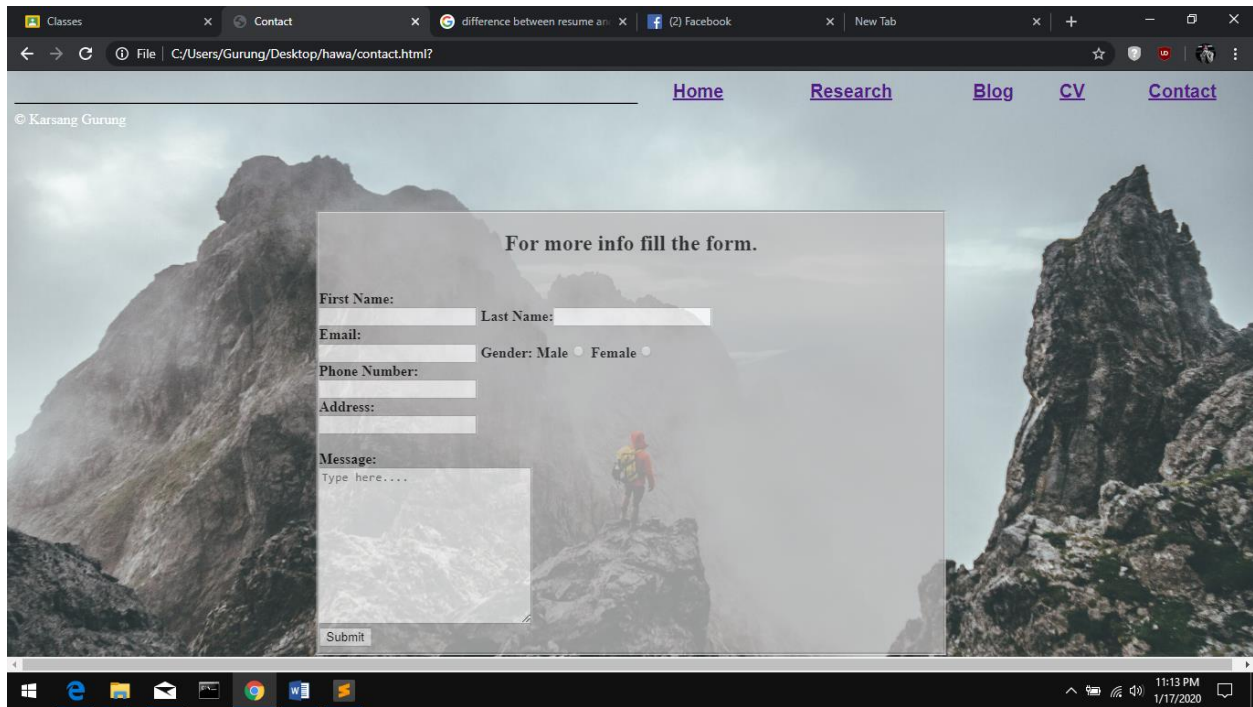 Classes
Contact
difference between resume an
(2) Facebook
New Tab
File C:/Users/Gurung/Desktop/hawa/contact.html?
Home Research Blog CV Contact
© Karsang Gurung
For more info fill the form.
First Name:
Last Name:
Email:
Gender: Male Female
Phone Number:
Address:
Message:
Type here....
Submit
11:13 PM
1/17/2020